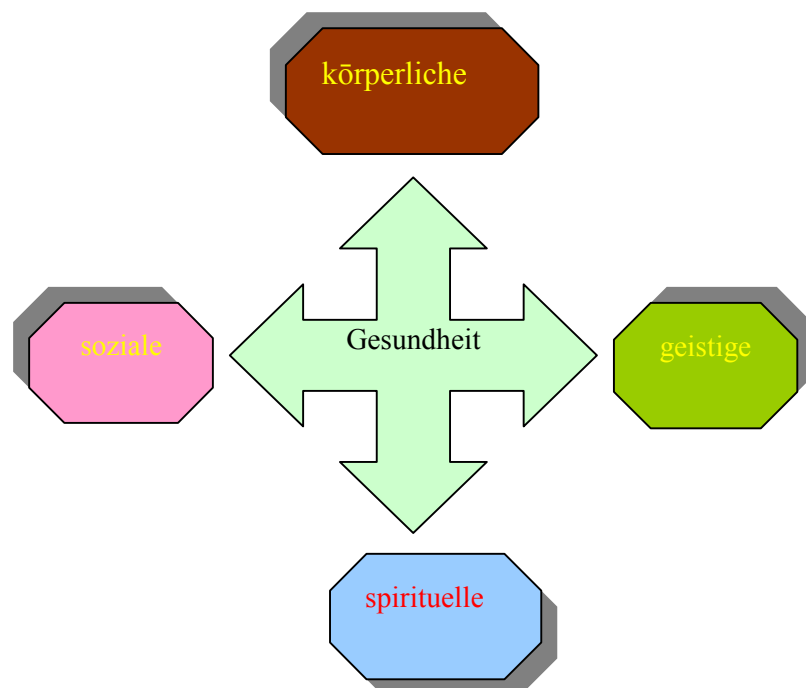 kōrperliche
soziale
Gesundheit
geistige
spirituelle